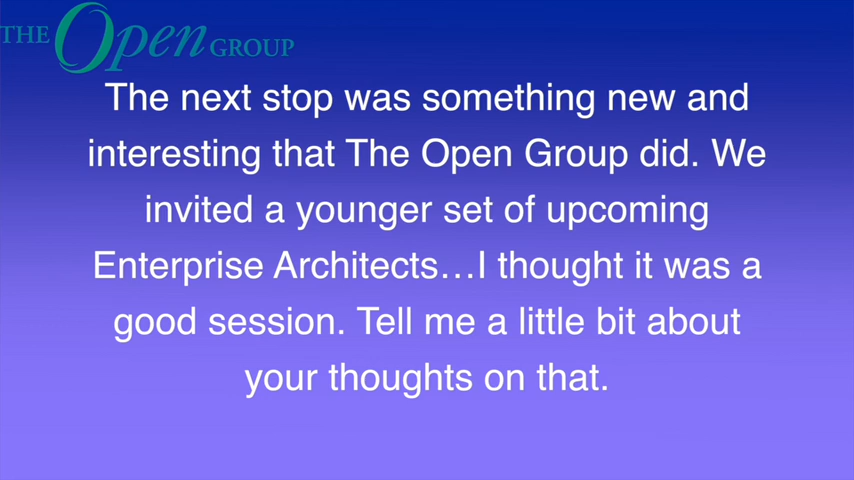 THE Open GROUP
The next stop was something new and
interesting that The Open Group did. We
invited a younger set of upcoming
Enterprise Architects…I thought it was a
good session. Tell me a little bit about
your thoughts on that.